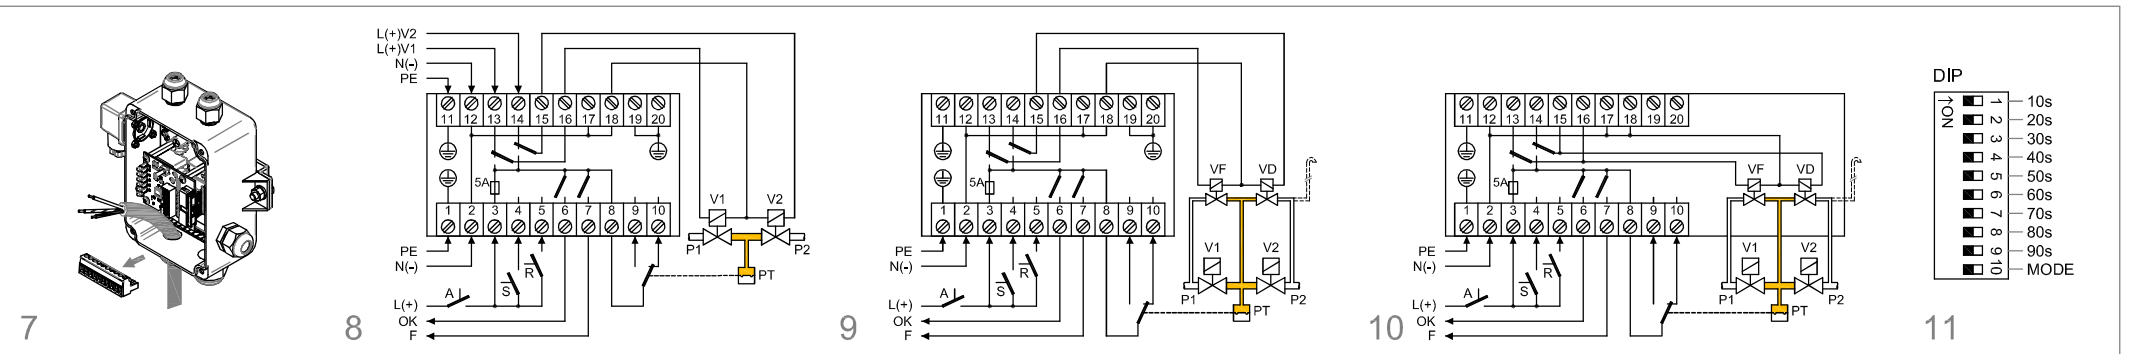 7
8
L(+)V2
L(+)V1
N(-)
PE
11 12 13 14 15 16 17 18 19 20
5A
V1 V2
1 2 3 4 5 6 7 8 9 10
P1 P2
PE
N(-)
PT
R
S
A
L(+)
OK
F
9
11 12 13 14 15 16 17 18 19 20
5A
VF VD
1 2 3 4 5 6 7 8 9 10
PE
N(-)
V1 V2
R
S
A
L(+)
P1 P2
PT
OK
F
10
11 12 13 14 15 16 17 18 19 20
5A
VF VD
1 2 3 4 5 6 7 8 9 10
PE
N(-)
V1 V2
R
S
A
L(+)
P1 P2
PT
OK
F
11
DIP
↑ON
1 10s
2 20s
3 30s
4 40s
5 50s
6 60s
7 70s
8 80s
9 90s
10 MODE